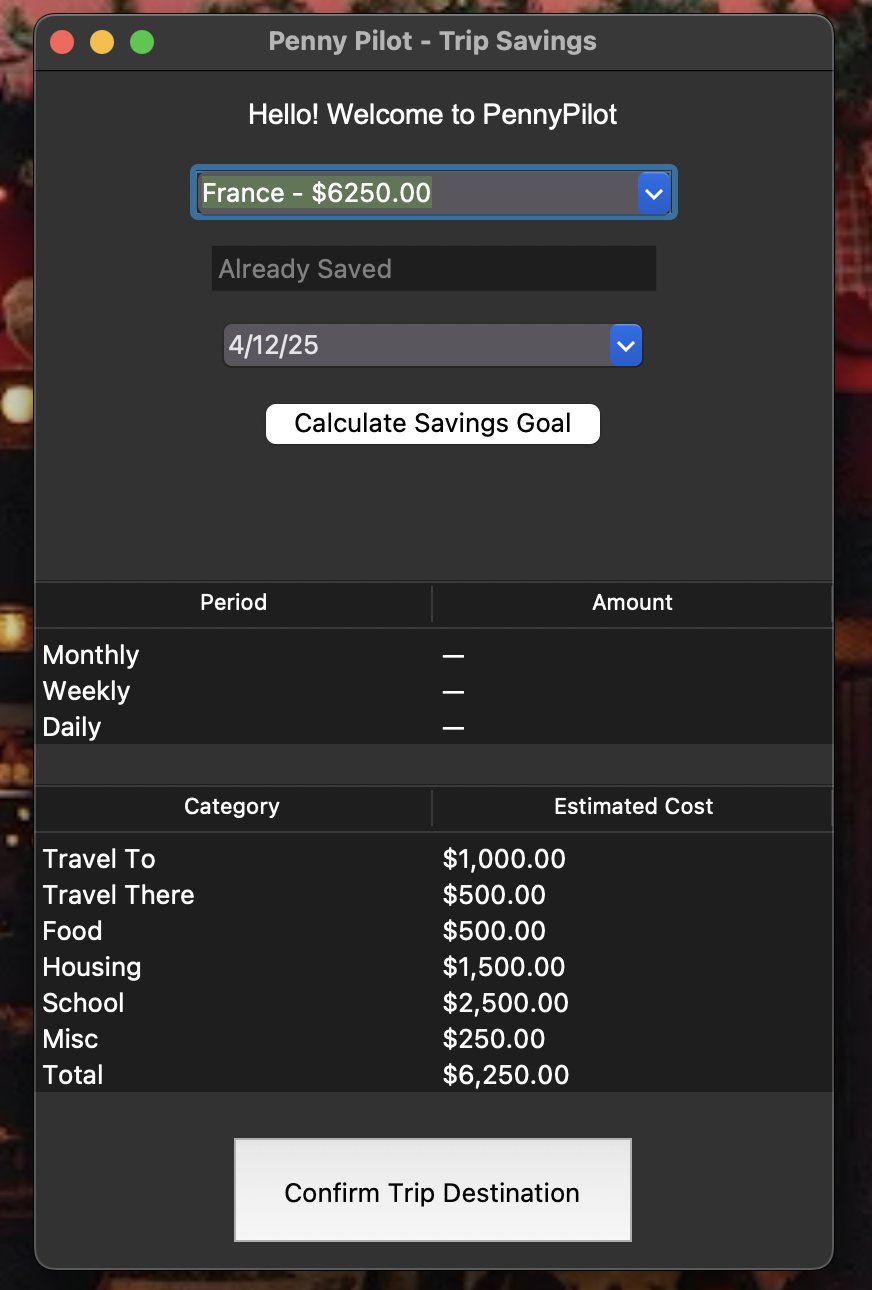 Penny Pilot - Trip Savings
Hello! Welcome to PennyPilot
France - $6250.00
Already Saved
4/12/25
Calculate Savings Goal
Period Amount
Monthly —
Weekly —
Daily —
Category Estimated Cost
Travel To $1,000.00
Travel There $500.00
Food $500.00
Housing $1,500.00
School $2,500.00
Misc $250.00
Total $6,250.00
Confirm Trip Destination